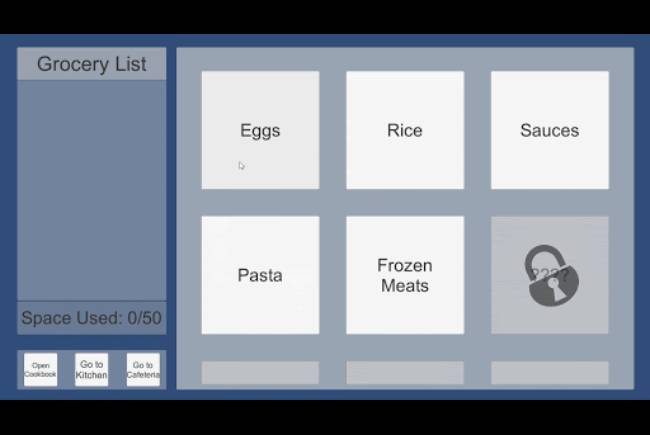 Grocery List
Eggs
Rice
Sauces
Pasta
Frozen
Meats
????
Space Used: 0/50
Open
Cookbook
Go to
Kitchen
Go to
Cafeteria